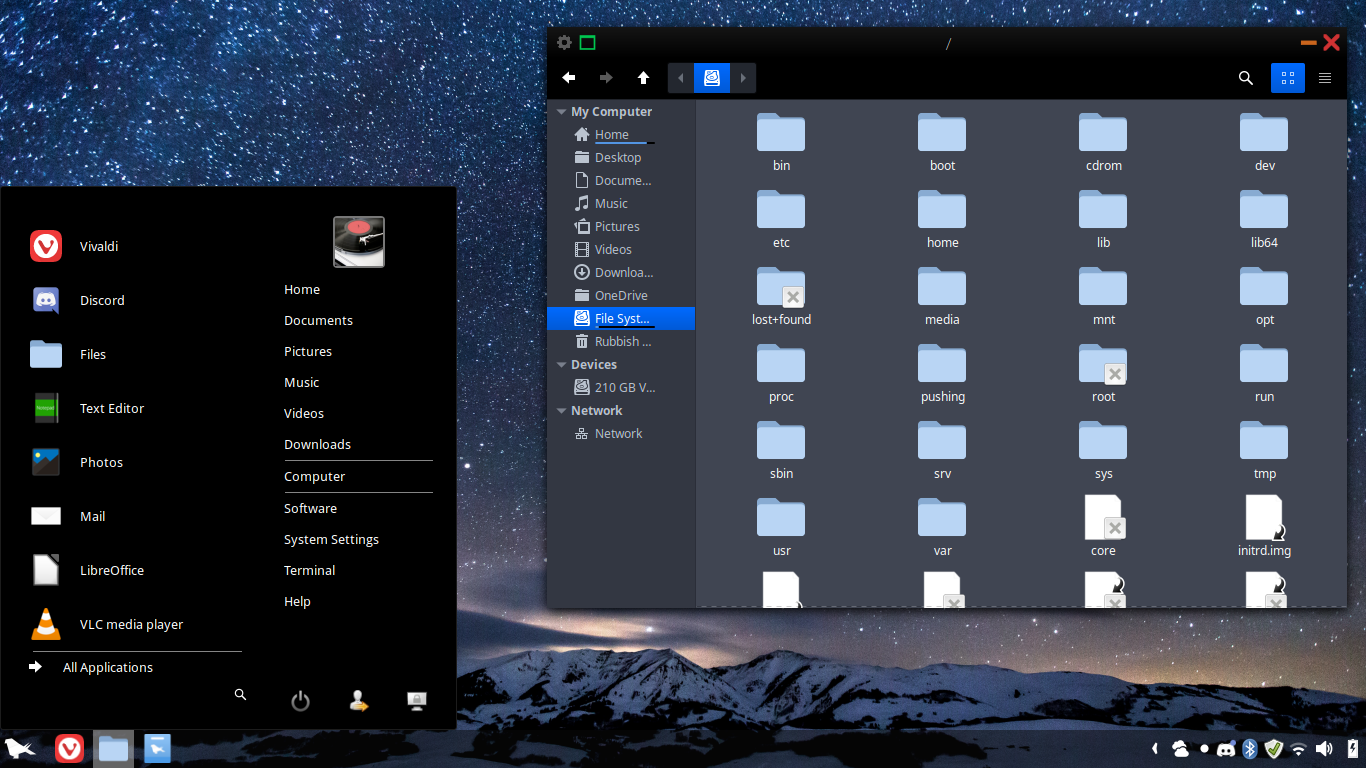 /
My Computer
Home
Desktop
Docume...
Music
Pictures
Videos
Downloa...
OneDrive
File Syst...
Rubbish ...
Devices
210 GB V...
Network
Network
bin
boot
cdrom
dev
etc
home
lib
lib64
lost+found
media
mnt
opt
proc
pushing
root
run
sbin
srv
sys
tmp
usr
var
core
initrd.img
Vivaldi
Discord
Files
Text Editor
Photos
Mail
LibreOffice
VLC media player
All Applications
Home
Documents
Pictures
Music
Videos
Downloads
Computer
Software
System Settings
Terminal
Help